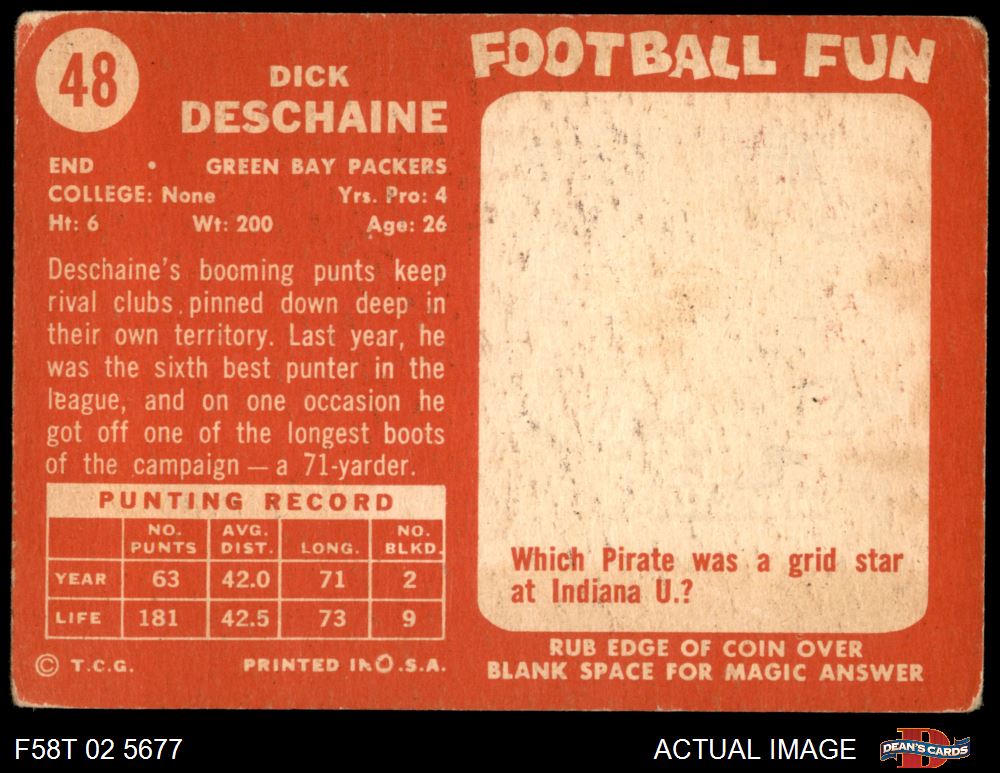 48
DICK
DESCHAINE
END • GREEN BAY PACKERS
COLLEGE: None Yrs. Pro: 4
Ht: 6 Wt: 200 Age: 26
Deschaine's booming punts keep
rival clubs pinned down deep in
their own territory. Last year, he
was the sixth best punter in the
league, and on one occasion he
got off one of the longest boots
of the campaign — a 71-yarder.
PUNTING RECORD
NO. PUNTS AVG. DIST. LONG. NO. BLKD.
YEAR 63 42.0 71 2
LIFE 181 42.5 73 9
© T.C.G. PRINTED IN U.S.A.
FOOTBALL FUN
Which Pirate was a grid star
at Indiana U.?
RUB EDGE OF COIN OVER
BLANK SPACE FOR MAGIC ANSWER
F58T 02 5677 ACTUAL IMAGE
DEAN'S CARDS